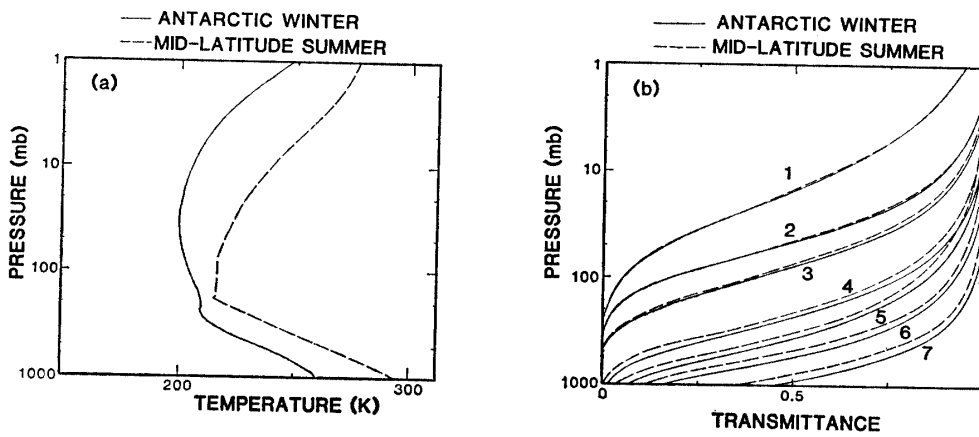 — ANTARCTIC WINTER
--- MID-LATITUDE SUMMER
(a)
1
10
100
1000
PRESSURE (mb)
200
300
TEMPERATURE (K)
— ANTARCTIC WINTER
--- MID-LATITUDE SUMMER
(b)
1
10
100
1000
PRESSURE (mb)
1
2
3
4
5
6
7
0
0.5
TRANSMITTANCE